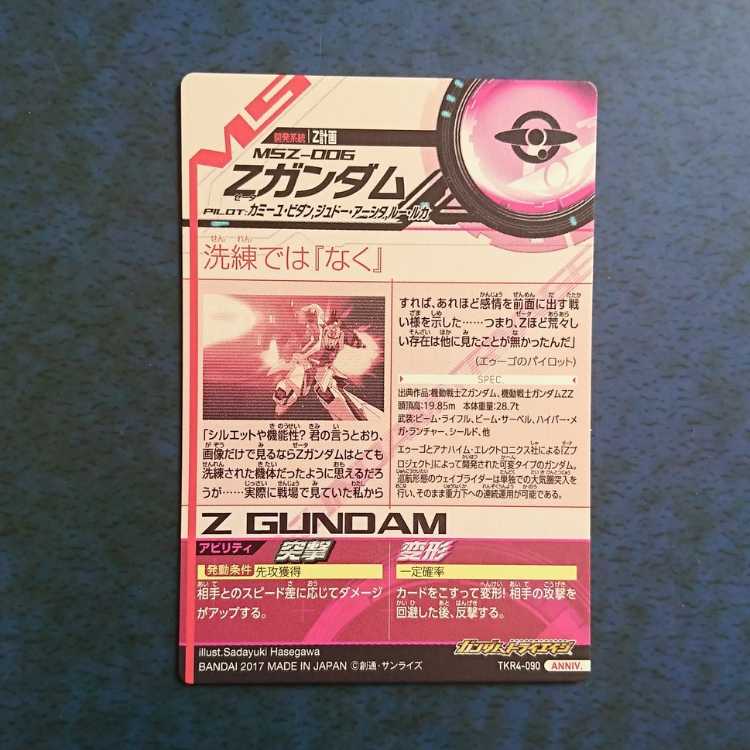 MS
開発系統 Z計画
MSZ-006
Zガンダム
ゼータ
PILOT:カミーユ・ビダン,ジュドー・アーシタ,ルー・ルカ
せん れん
洗練では『なく』
「シルエットや機能性? 君の言うとおり、
画像だけで見るならZガンダムはとても
洗練された機体だったように思えるだろ
うが……実際に戦場で見ていた私から
すれば、あれほど感情を前面に出す戦
い様を示した……つまり、Zほど荒々し
い存在は他に見たことが無かったんだ」
(エゥーゴのパイロット)
SPEC
出典作品:機動戦士Zガンダム、機動戦士ガンダムZZ
頭頂高:19.85m 本体重量:28.7t
武装:ビーム・ライフル、ビーム・サーベル、ハイパー・メ
ガ・ランチャー、シールド、他
エゥーゴとアナハイム・エレクトロニクス社による『Z
プロジェクト』によって開発された可変タイプのガンダム。
巡航形態のウェイブライダーは単独での大気圏突入を
行い、そのまま重力下への連続運用が可能である。
Z GUNDAM
アビリティ 突撃
発動条件 先攻獲得
相手とのスピード差に応じてダメージ
がアップする。
変形
一定確率
カードをこすって変形! 相手の攻撃を
回避した後、反撃する。
illust.Sadayuki Hasegawa
BANDAI 2017 MADE IN JAPAN ©創通・サンライズ
ガンダム トライエイジ
TKR4-090 ANNIV.